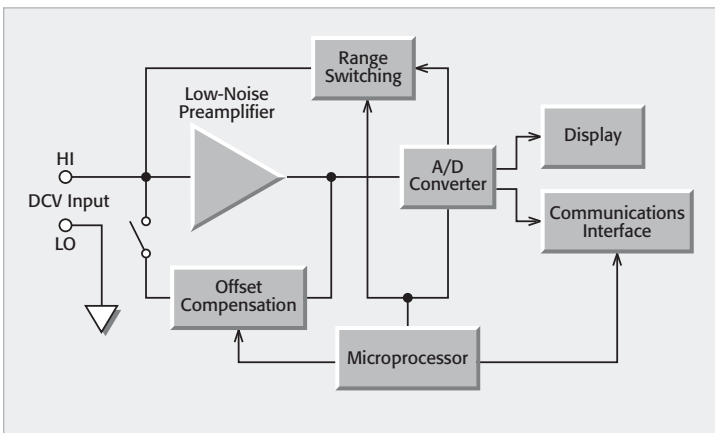 Range
Switching
Low-Noise
Preamplifier
HI
DCV Input
LO
A/D
Converter
Display
Communications
Interface
Offset
Compensation
Microprocessor